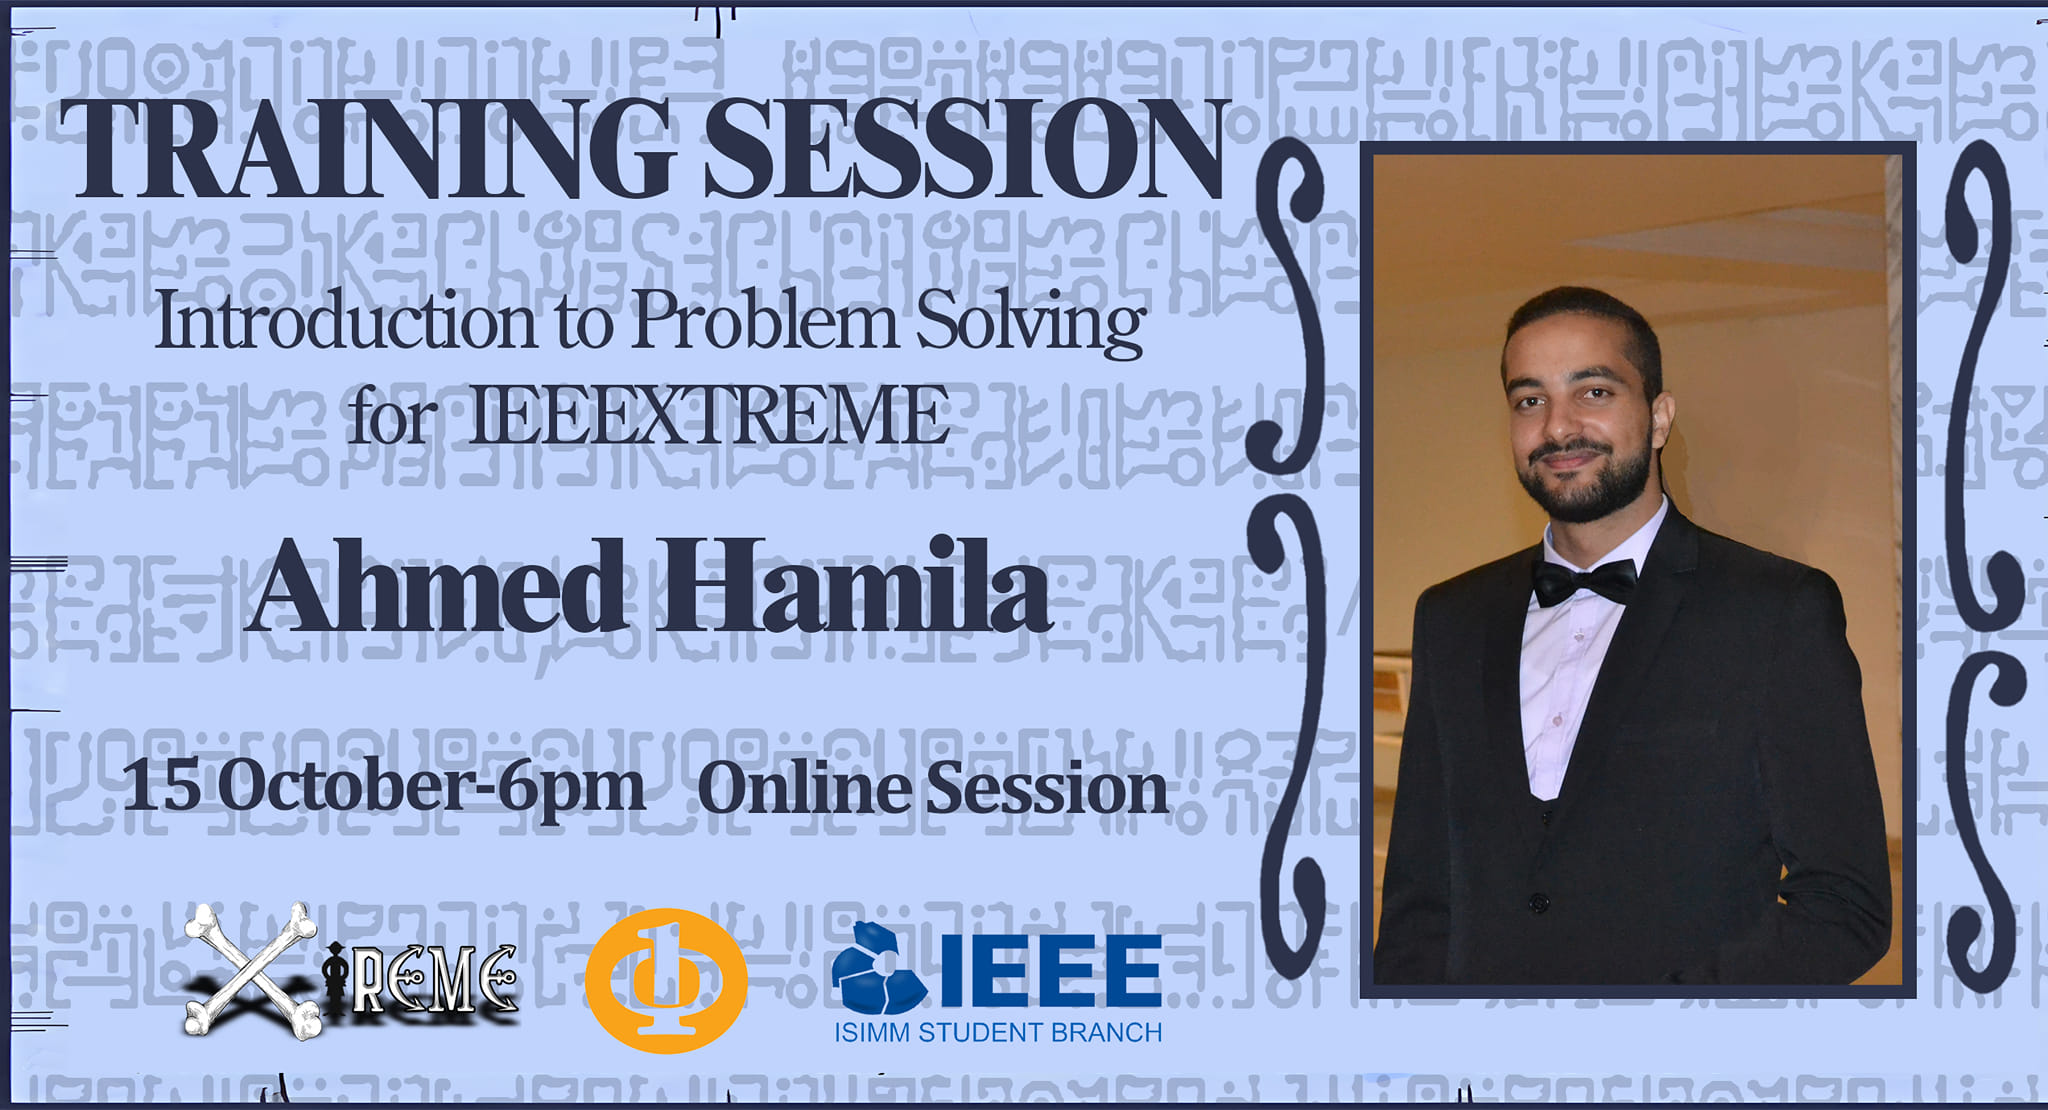 TRAINING SESSION
Introduction to Problem Solving
for IEEEXTREME
Ahmed Hamila
15 October-6pm Online Session
XTREME
IEEE
ISIMM STUDENT BRANCH